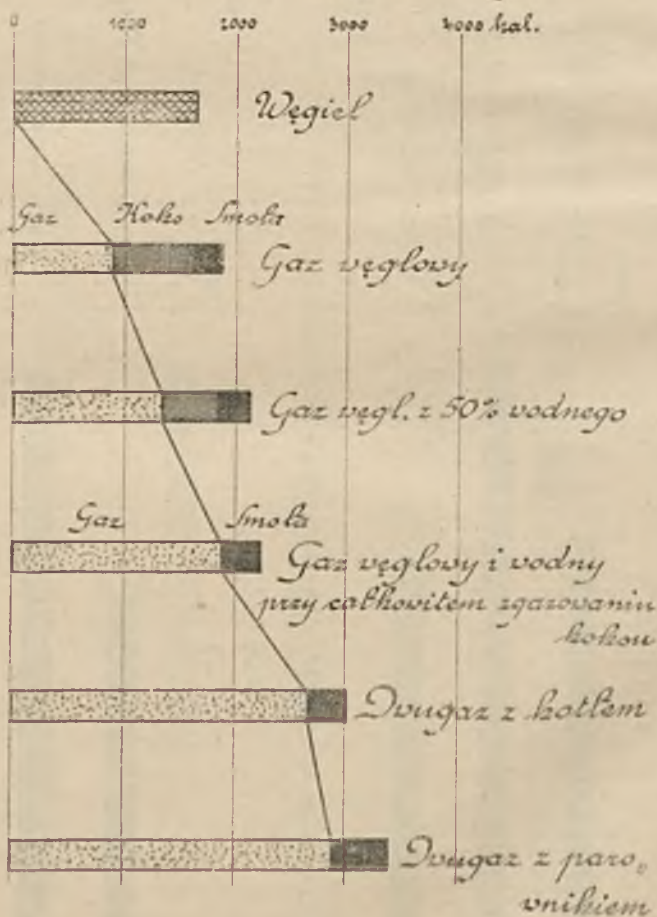 0 1000 2000 3000 4000 kal.
Węgiel
Gaz Koks Smoła
Gaz węglowy
Gaz węgl. z 50% wodnego
Gaz Smoła
Gaz węglowy i wodny
przy całkowitem zgazowaniu
koksu
Dwugaz z kotłem
Dwugaz z paro-
wnikiem